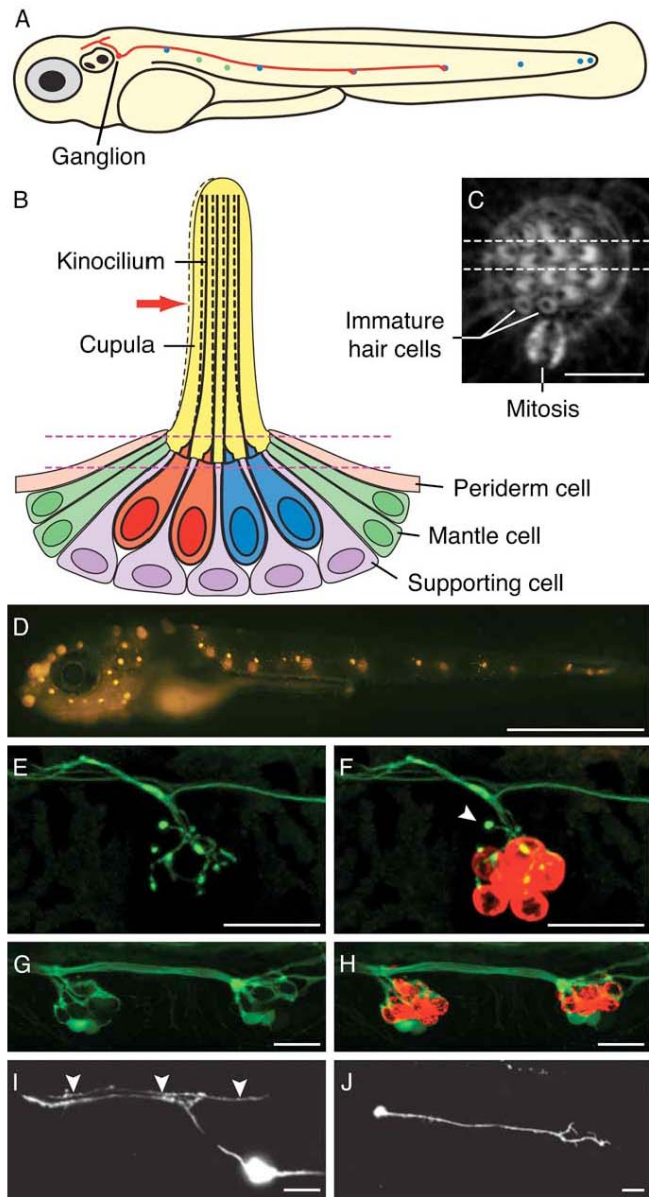 A
Ganglion
B
Kinocilium
Cupula
C
Immature
hair cells
Mitosis
Periderm cell
Mantle cell
Supporting cell
D
E
F
G
H
I
J